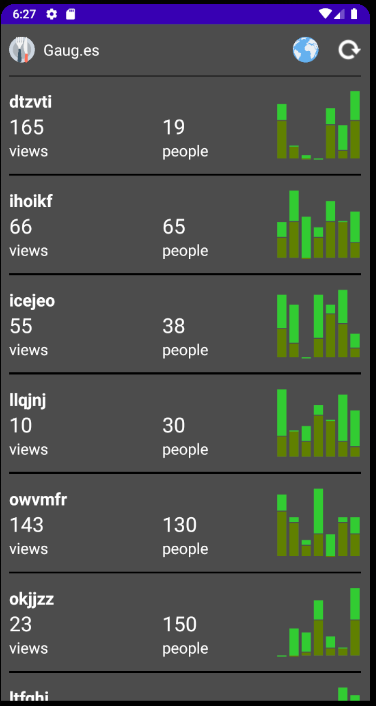 6:27
Gaug.es
dtzvti
165 19
views people
ihoikf
66 65
views people
icejeo
55 38
views people
llqjnj
10 30
views people
owvmfr
143 130
views people
okjjzz
23 150
views people